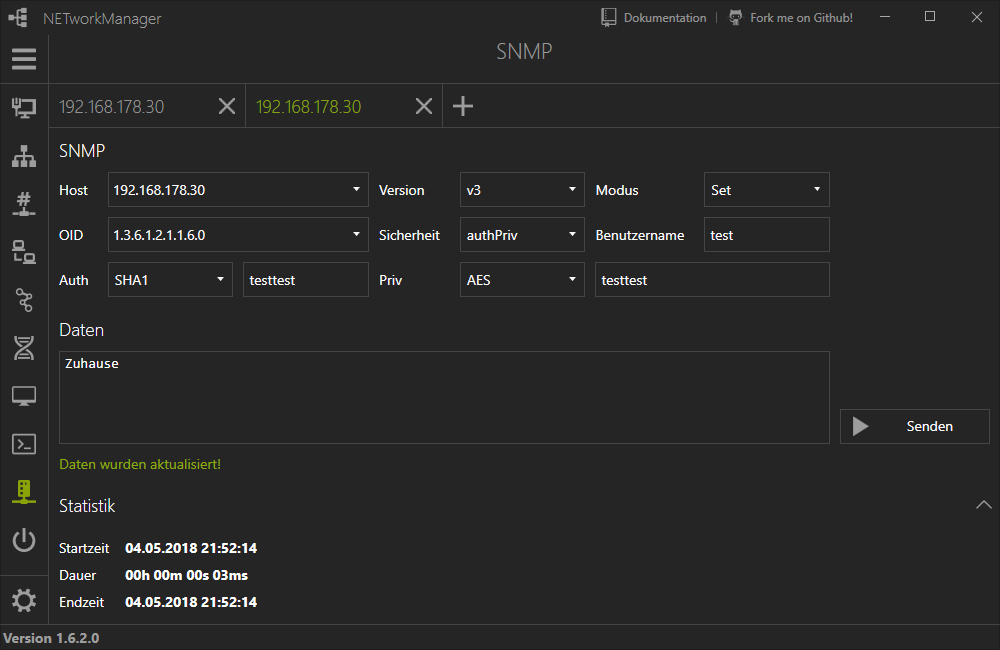 NETworkManager Dokumentation | Fork me on Github!
SNMP
192.168.178.30 192.168.178.30
SNMP
Host 192.168.178.30 Version v3 Modus Set
OID 1.3.6.1.2.1.1.6.0 Sicherheit authPriv Benutzername test
Auth SHA1 testtest Priv AES testtest
Daten
Zuhause
Senden
Daten wurden aktualisiert!
Statistik
Startzeit 04.05.2018 21:52:14
Dauer 00h 00m 00s 03ms
Endzeit 04.05.2018 21:52:14
Version 1.6.2.0